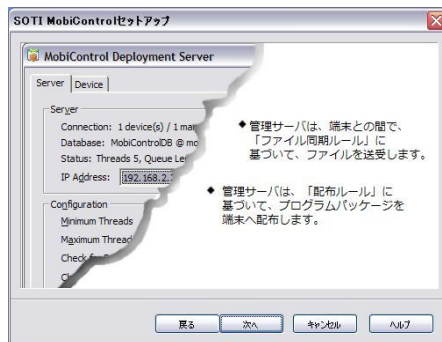 SOTI MobiControlセットアップ
MobiControl Deployment Server
Server
Device
Server
Connection: 1 device(s) / 1 mar
Database: MobiControlDB @ mo
Status: Threads 5, Queue Le
IP Address: 192.168.2.
Configuration
Minimum Threads
Maximum Thread
Check for
◆管理サーバは、端末との間で、
「ファイル同期ルール」に
基づいて、ファイルを送受します。
◆管理サーバは、「配布ルール」に
基づいて、プログラムパッケージを
端末へ配布します。
戻る
次へ
キャンセル
ヘルプ